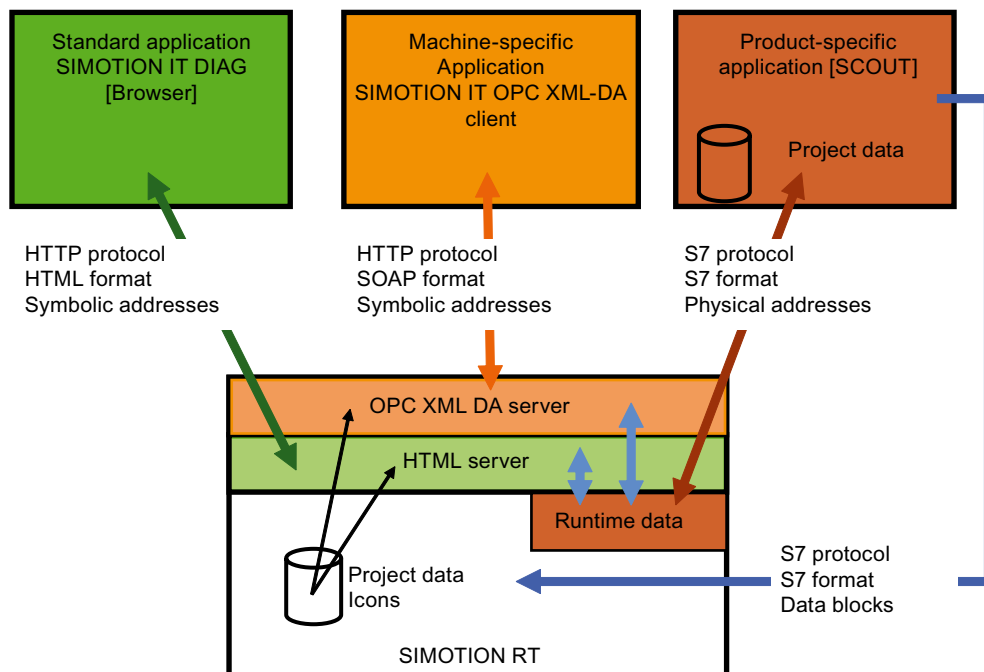 Standard application
SIMOTION IT DIAG
[Browser]
Machine-specific
Application
SIMOTION IT OPC XML-DA
client
Product-specific
application [SCOUT]
Project data
HTTP protocol
HTML format
Symbolic addresses
HTTP protocol
SOAP format
Symbolic addresses
S7 protocol
S7 format
Physical addresses
OPC XML DA server
HTML server
Runtime data
Project data
Icons
S7 protocol
S7 format
Data blocks
SIMOTION RT